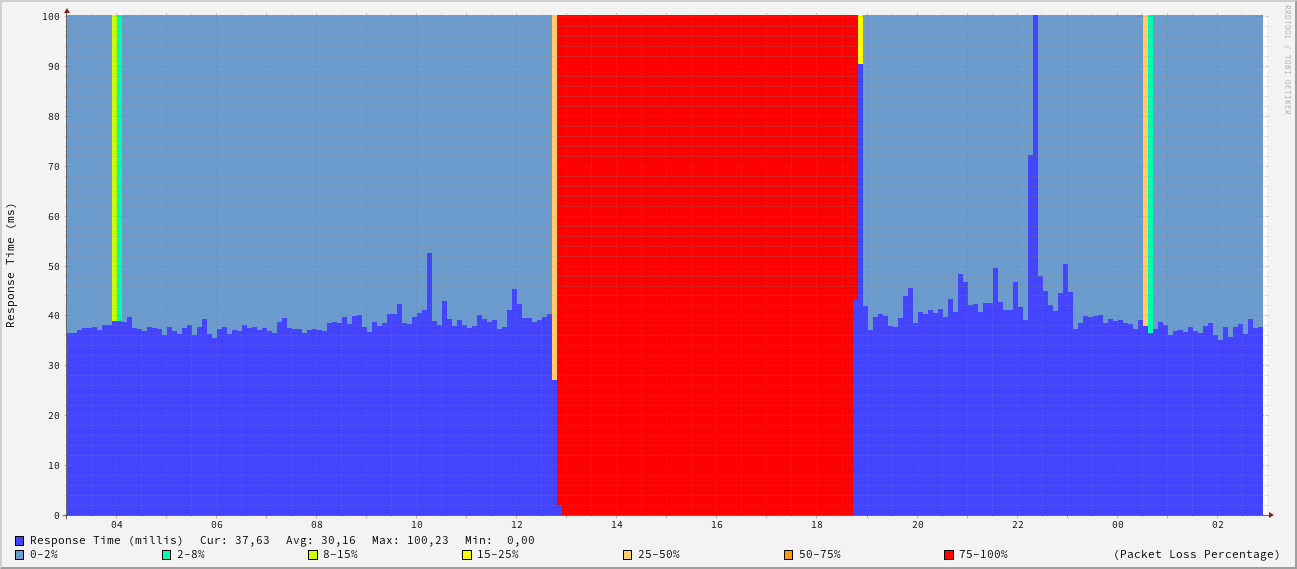 RRDTOOL / TOBI OETIKER
Response Time (ms)
100
90
80
70
60
50
40
30
20
10
0
04 06 08 10 12 14 16 18 20 22 00 02
Response Time (millis) Cur: 37,63 Avg: 30,16 Max: 100,23 Min: 0,00
0-2% 2-8% 8-15% 15-25% 25-50% 50-75% 75-100% (Packet Loss Percentage)